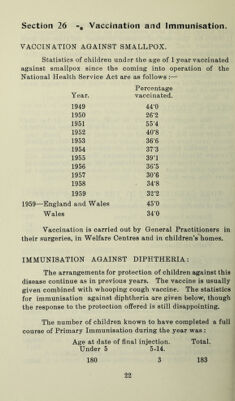 Section 26 -. Vaccination and Immunisation.
VACCINATION AGAINST SMALLPOX.
Statistics of children under the age of 1 year vaccinated
against smallpox since the coming into operation of the
National Health Service Act are as follows :—
Year. Percentage vaccinated.
1949 44·0
1950 26·2
1951 55·4
1952 40·8
1953 36·6
1954 37·3
1955 39·1
1956 36·5
1957 30·6
1958 34·8
1959 32·2
1959—England and Wales 45·0
Wales 34·0
Vaccination is carried out by General Practitioners in
their surgeries, in Welfare Centres and in children's homes.
IMMUNISATION AGAINST DIPHTHERIA :
The arrangements for protection of children against this
disease continue as in previous years. The vaccine is usually
given combined with whooping cough vaccine. The statistics
for immunisation against diphtheria are given below, though
the response to the protection offered is still disappointing.
The number of children known to have completed a full
course of Primary Immunisation during the year was :
Age at date of final injection. Total.
Under 5 5-14.
180 3 183
22